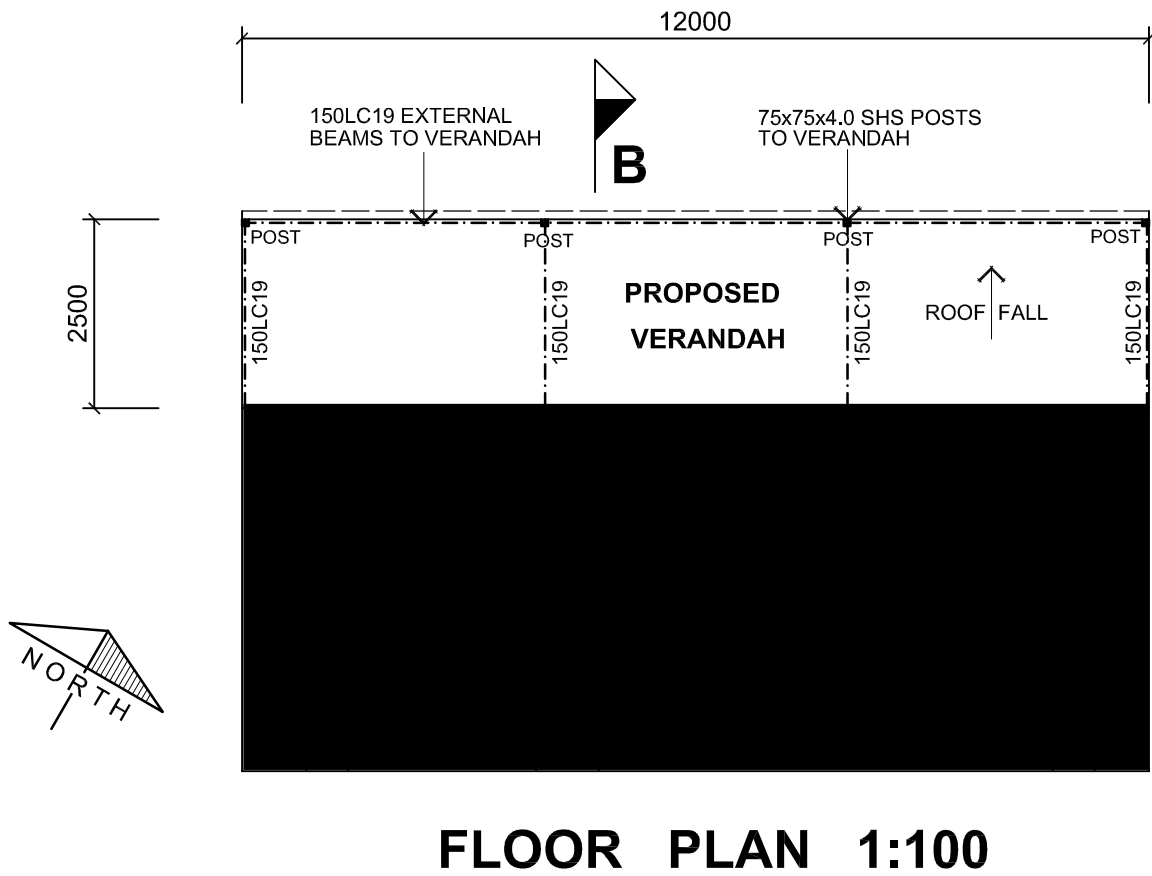 12000
150LC19 EXTERNAL
BEAMS TO VERANDAH
75x75x4.0 SHS POSTS
TO VERANDAH
B
POST
POST
POST
POST
2500
150LC19
150LC19
150LC19
150LC19
PROPOSED
VERANDAH
ROOF FALL
NORTH
FLOOR PLAN 1:100